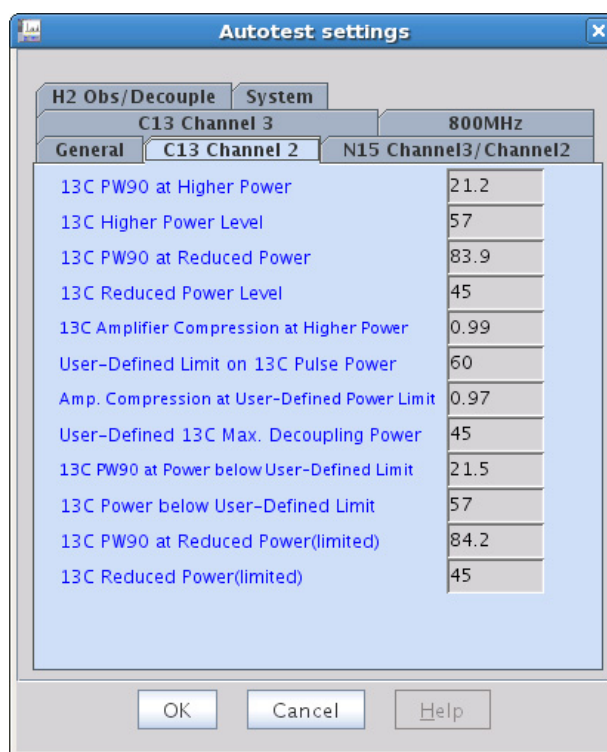 Autotest settings
H2 Obs/Decouple System
C13 Channel 3 800MHz
General C13 Channel 2 N15 Channel3/Channel2
13C PW90 at Higher Power 21.2
13C Higher Power Level 57
13C PW90 at Reduced Power 83.9
13C Reduced Power Level 45
13C Amplifier Compression at Higher Power 0.99
User-Defined Limit on 13C Pulse Power 60
Amp. Compression at User-Defined Power Limit 0.97
User-Defined 13C Max. Decoupling Power 45
13C PW90 at Power below User-Defined Limit 21.5
13C Power below User-Defined Limit 57
13C PW90 at Reduced Power(limited) 84.2
13C Reduced Power(limited) 45
OK Cancel Help